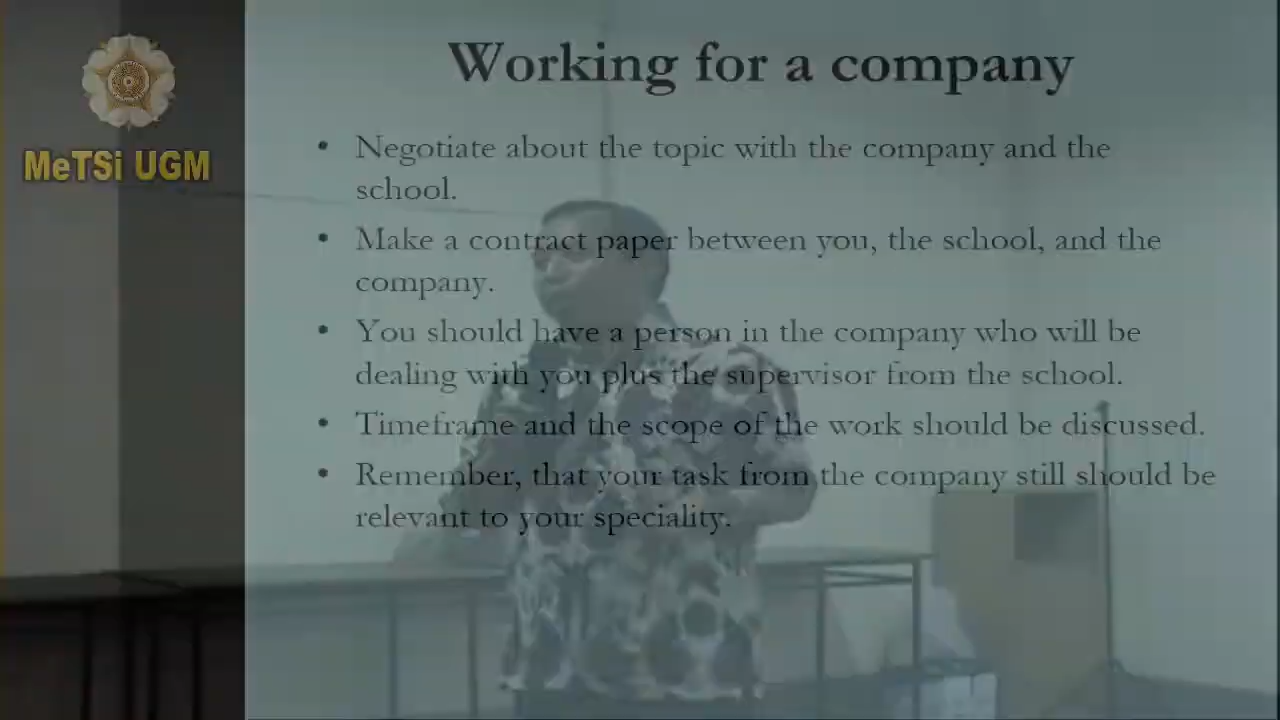 MeTSi UGM
Working for a company
• Negotiate about the topic with the company and the
school.
• Make a contract paper between you, the school, and the
company.
• You should have a person in the company who will be
dealing with you plus the supervisor from the school.
• Timeframe and the scope of the work should be discussed.
• Remember, that your task from the company still should be
relevant to your speciality.